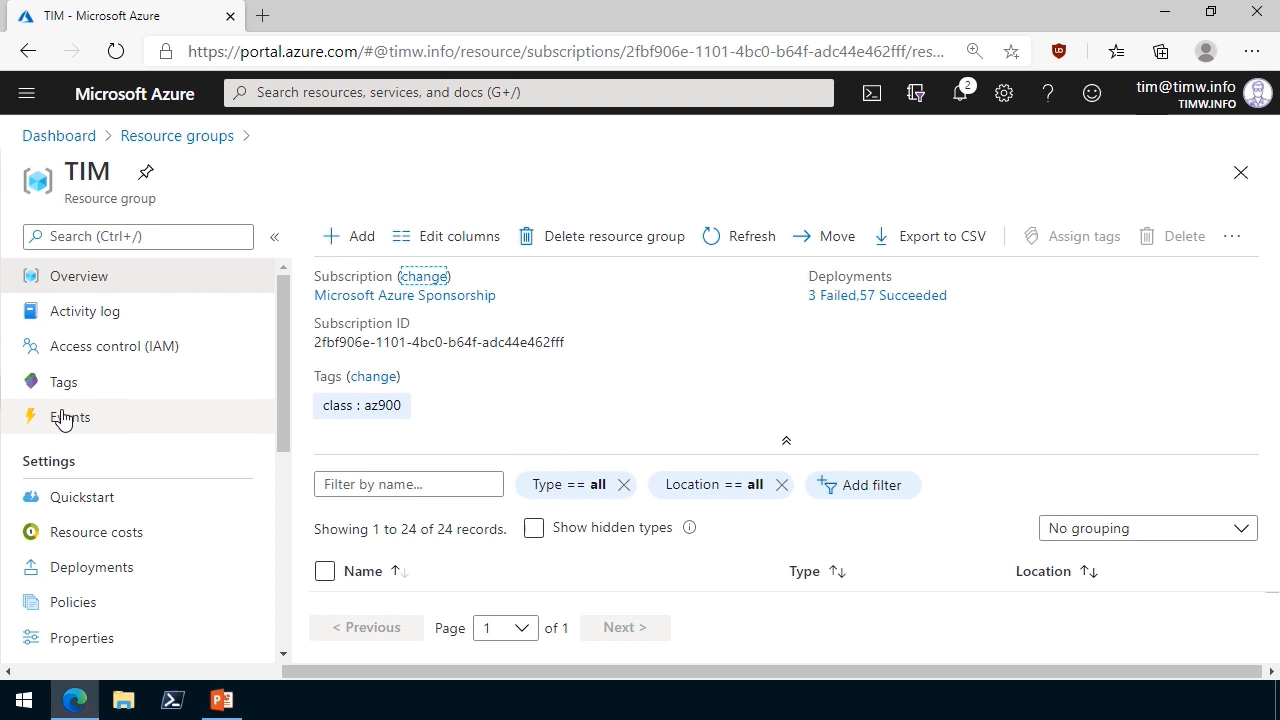 TIM - Microsoft Azure
https://portal.azure.com/#@timw.info/resource/subscriptions/2fbf906e-1101-4bc0-b64f-adc44e462fff/res...
Microsoft Azure
Search resources, services, and docs (G+/)
2
tim@timw.info
TIMW.INFO
Dashboard
Resource groups
TIM
Resource group
Search (Ctrl+/)
Overview
Activity log
Access control (IAM)
Tags
Events
Settings
Quickstart
Resource costs
Deployments
Policies
Properties
Add
Edit columns
Delete resource group
Refresh
Move
Export to CSV
Assign tags
Delete
Subscription (change)
Microsoft Azure Sponsorship
Deployments
3 Failed,57 Succeeded
Subscription ID
2fbf906e-1101-4bc0-b64f-adc44e462fff
Tags (change)
class : az900
Filter by name...
Type == all
Location == all
Add filter
Showing 1 to 24 of 24 records.
Show hidden types
No grouping
Name
Type
Location
< Previous
Page
1
of 1
Next >